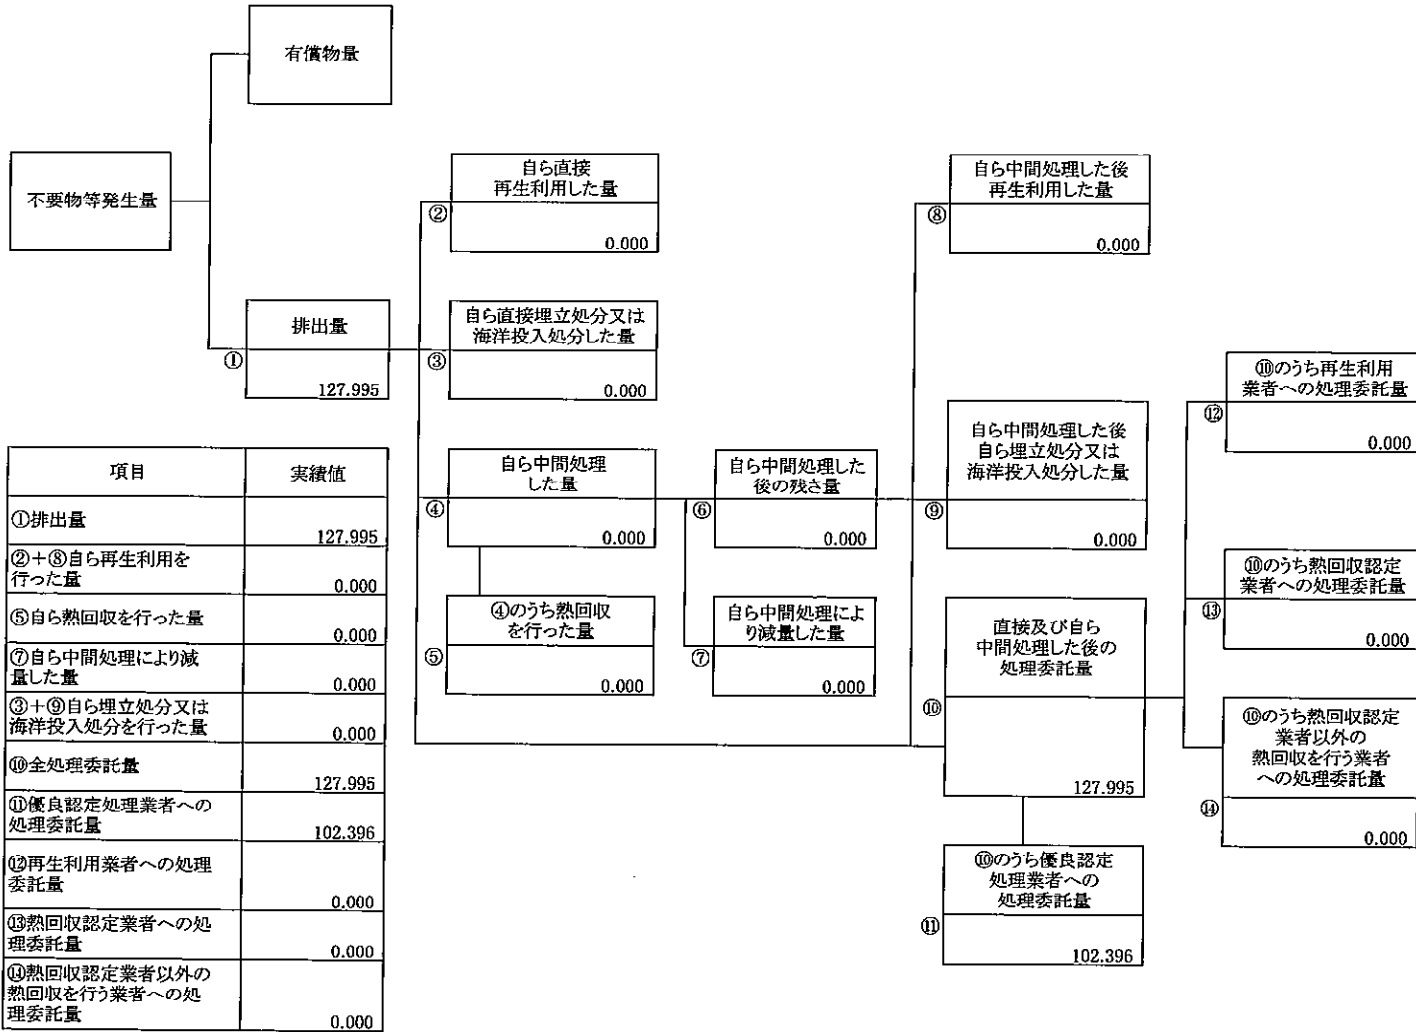 有償物量
不要物等発生量
自ら直接
再生利用した量
②
0.000
自ら中間処理した後
再生利用した量
⑧
0.000
排出量
①
127.995
自ら直接埋立処分又は
海洋投入処分した量
③
0.000
⑩のうち再生利用
業者への処理委託量
⑫
0.000
自ら中間処理
した量
④
0.000
自ら中間処理した
後の残さ量
⑥
0.000
自ら中間処理した後
自ら埋立処分又は
海洋投入処分した量
⑨
0.000
⑩のうち熱回収認定
業者への処理委託量
⑬
0.000
④のうち熱回収
を行った量
⑤
0.000
自ら中間処理によ
り減量した量
⑦
0.000
直接及び自ら
中間処理した後の
処理委託量
⑩
127.995
⑩のうち熱回収認定
業者以外の
熱回収を行う業者
への処理委託量
⑭
0.000
⑩のうち優良認定
処理業者への
処理委託量
⑪
102.396
項目 実績値
①排出量
127.995
②+⑧自ら再生利用を
行った量 0.000
⑤自ら熱回収を行った量
0.000
⑦自ら中間処理により減
量した量 0.000
③+⑨自ら埋立処分又は
海洋投入処分を行った量 0.000
⑩全処理委託量
127.995
⑪優良認定処理業者への
処理委託量 102.396
⑫再生利用業者への処理
委託量
0.000
⑬熱回収認定業者への処
理委託量 0.000
⑭熱回収認定業者以外の
熱回収を行う業者への処
理委託量 0.000